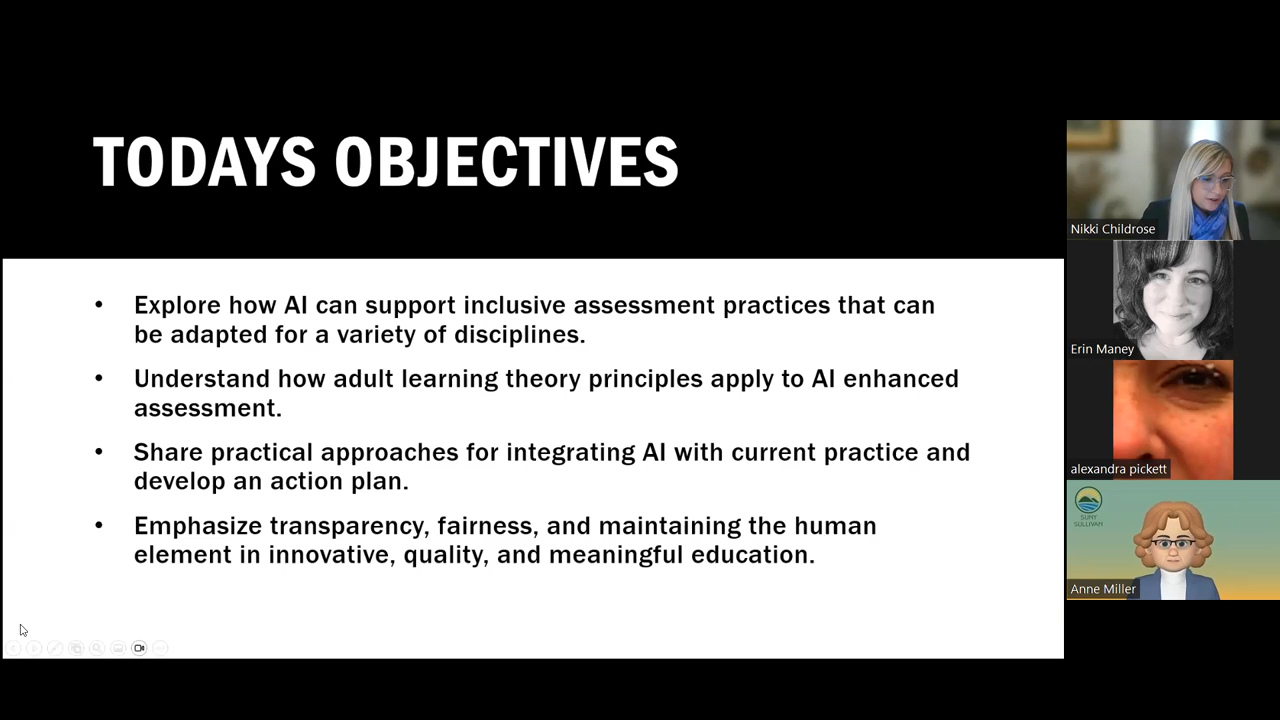 TODAYS OBJECTIVES
• Explore how AI can support inclusive assessment practices that can
be adapted for a variety of disciplines.
• Understand how adult learning theory principles apply to AI enhanced
assessment.
• Share practical approaches for integrating AI with current practice and
develop an action plan.
• Emphasize transparency, fairness, and maintaining the human
element in innovative, quality, and meaningful education.
Nikki Childrose
Erin Maney
alexandra pickett
SUNY
SULLIVAN
Anne Miller